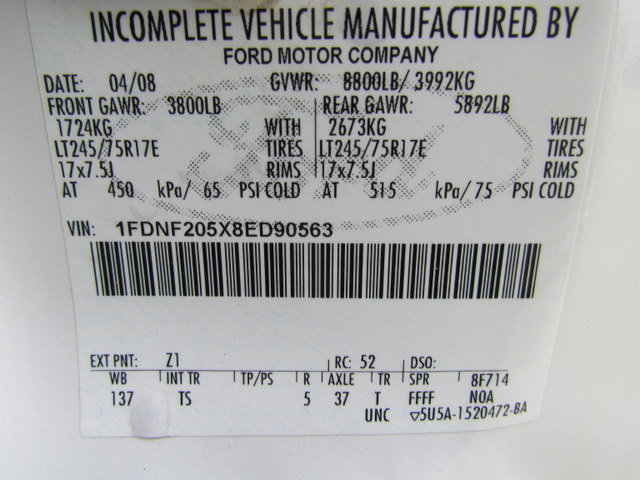 INCOMPLETE VEHICLE MANUFACTURED BY
FORD MOTOR COMPANY
DATE: 04/08 GVWR: 8800LB/ 3992KG
FRONT GAWR: 3800LB REAR GAWR: 5892LB
1724KG WITH 2673KG WITH
LT245/75R17E TIRES LT245/75R17E TIRES
17x7.5J RIMS 17x7.5J RIMS
AT 450 kPa/ 65 PSI COLD AT 515 kPa/ 75 PSI COLD
VIN: 1FDNF205X8ED90563
EXT PNT: Z1 RC: 52 DSO:
WB INT TR TP/PS R AXLE TR SPR 8F714
137 TS 5 37 T FFFF NOA
UNC ▽5U5A-1520472-BA